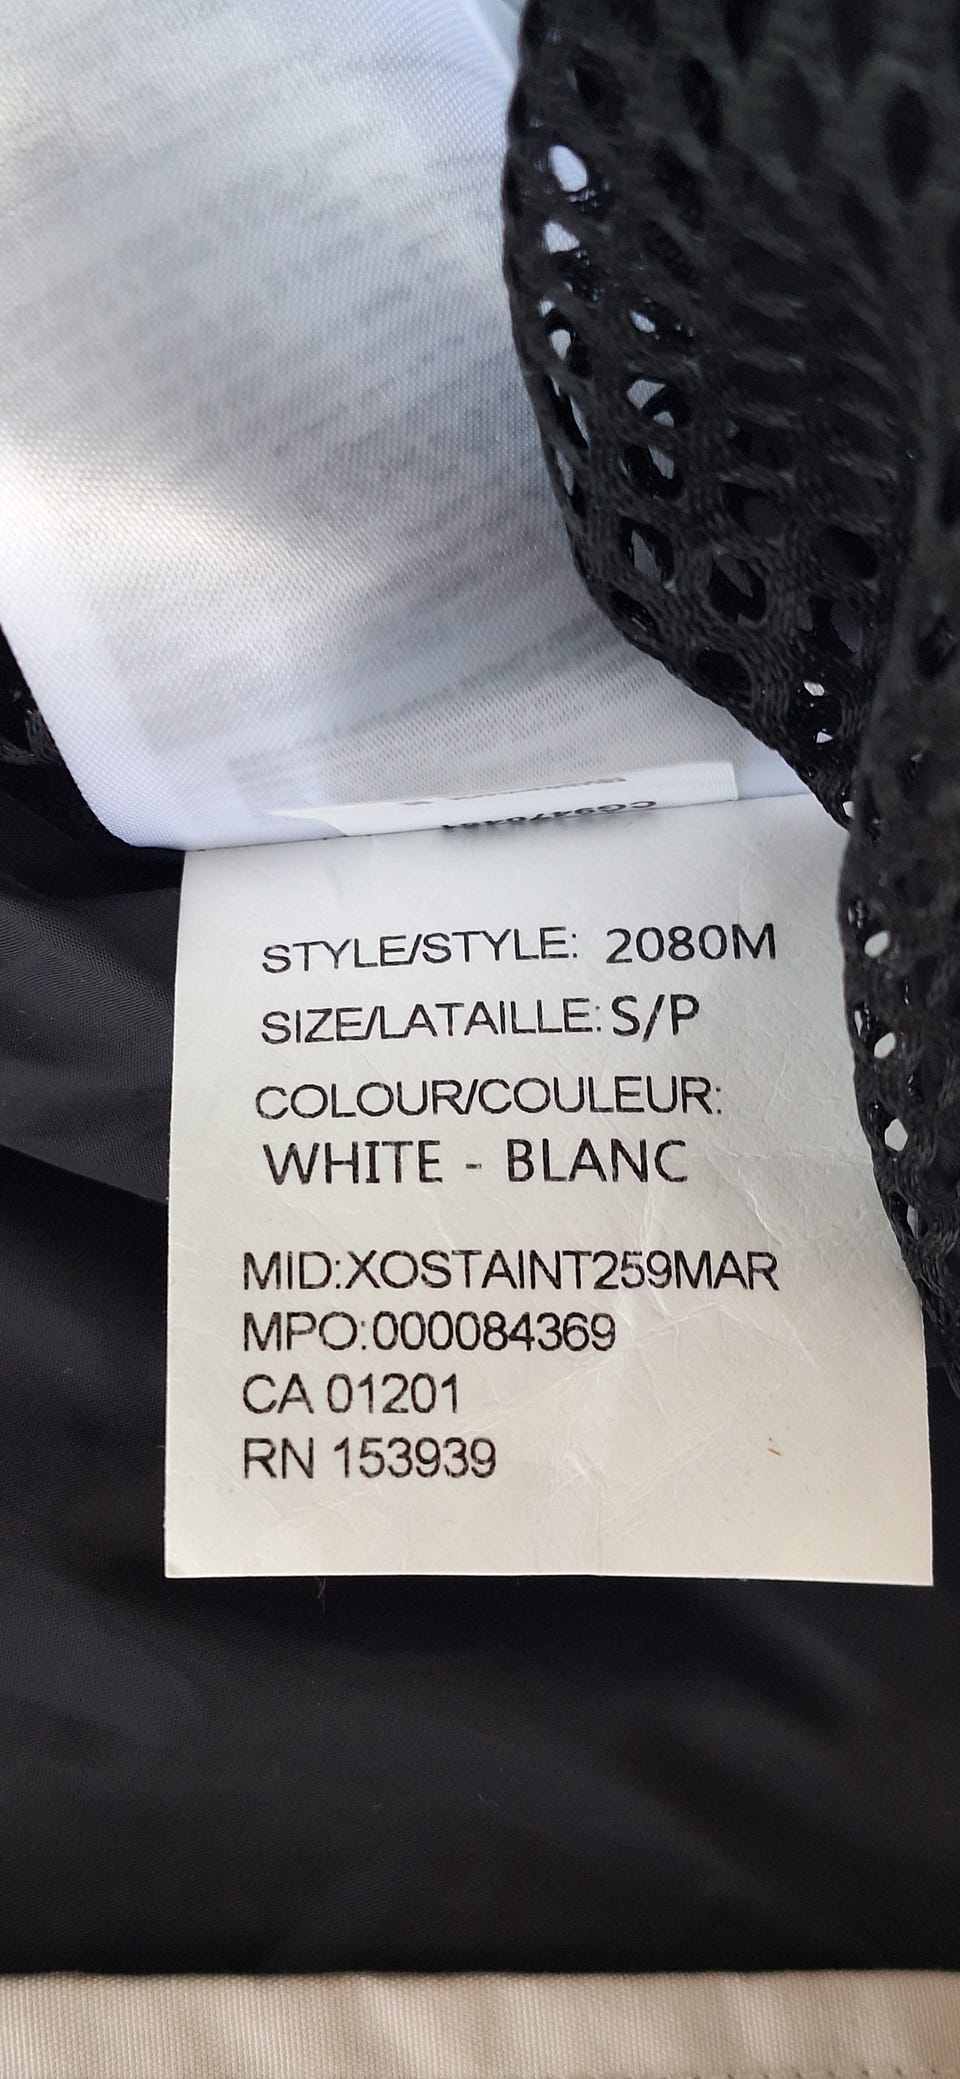 STYLE/STYLE: 2080M
SIZE/LATAILLE: S/P
COLOUR/COULEUR:
WHITE - BLANC
MID:XOSTAINT259MAR
MPO:000084369
CA 01201
RN 153939